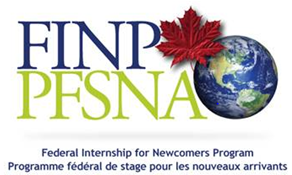 FINP
PFSNA
Federal Internship for Newcomers Program
Programme fédéral de stage pour les nouveaux arrivants